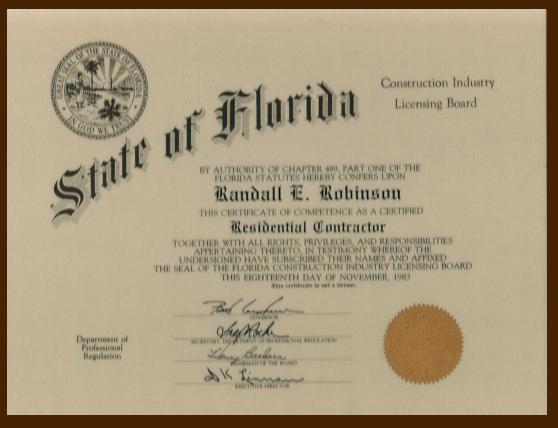 GREAT SEAL OF THE STATE OF FLORIDA
IN GOD WE TRUST
State of Florida
Construction Industry
Licensing Board
BY AUTHORITY OF CHAPTER 489, PART ONE OF THE
FLORIDA STATUTES HEREBY CONFERS UPON
Randall E. Robinson
THIS CERTIFICATE OF COMPETENCE AS A CERTIFIED
Residential Contractor
TOGETHER WITH ALL RIGHTS, PRIVILEGES, AND RESPONSIBILITIES
APPERTAINING THERETO, IN TESTIMONY WHEREOF THE
UNDERSIGNED HAVE SUBSCRIBED THEIR NAMES AND AFFIXED
THE SEAL OF THE FLORIDA CONSTRUCTION INDUSTRY LICENSING BOARD
THIS EIGHTEENTH DAY OF NOVEMBER, 1983
This certificate is not a license.
GOVERNOR
SECRETARY, DEPARTMENT OF PROFESSIONAL REGULATION
CHAIRMAN OF THE BOARD
EXECUTIVE DIRECTOR
Department of
Professional
Regulation